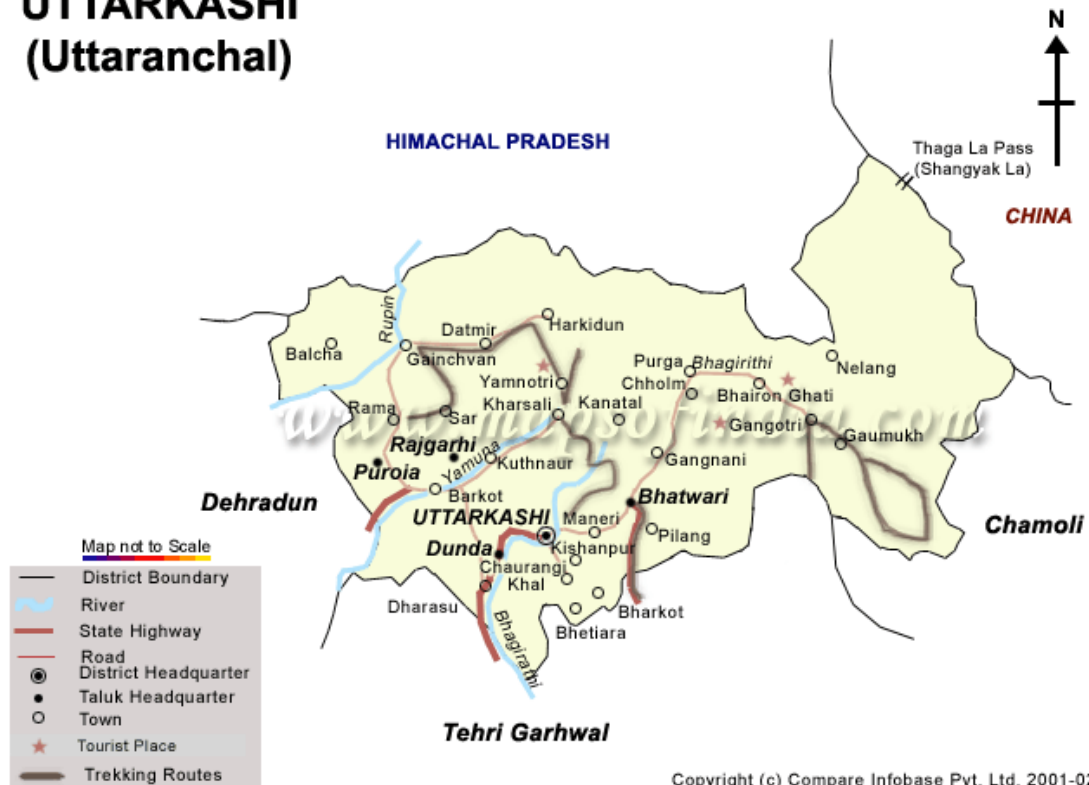 UTTARKASHI
(Uttaranchal)
N
HIMACHAL PRADESH
Thaga La Pass
(Shangyak La)
CHINA
Rupin
Balcha
Datmir
Harkidun
Gainchvan
Purga
Bhagirithi
Nelang
Yamnotri
Chholm
Bhairon Ghati
Rama
Sar
Kharsali
Kanatal
Gangotri
Gaumukh
www.mapsofindia.com
Rajgarhi
Yamuna
Kuthnaur
Gangnani
Puroia
Barkot
Bhatwari
Dehradun
UTTARKASHI
Maneri
Pilang
Chamoli
Dunda
Kishanpur
Chaurangi
Khal
Dharasu
Bhagirathi
Bharkot
Bhetiara
Tehri Garhwal
Map not to Scale
District Boundary
River
State Highway
Road
District Headquarter
Taluk Headquarter
Town
Tourist Place
Trekking Routes
Copyright (c) Compare Infobase Pvt. Ltd. 2001-02